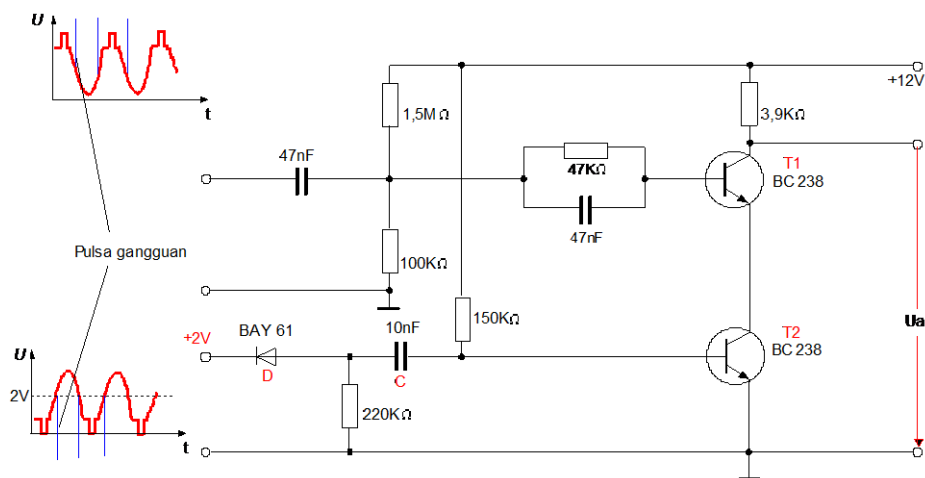 U
t
Pulsa gangguan
U
2V
t
47nF
1,5M Ω
100KΩ
+2V
BAY 61
D
10nF
C
220KΩ
150KΩ
47KΩ
47nF
3,9KΩ
+12V
T1
BC 238
T2
BC 238
Ua